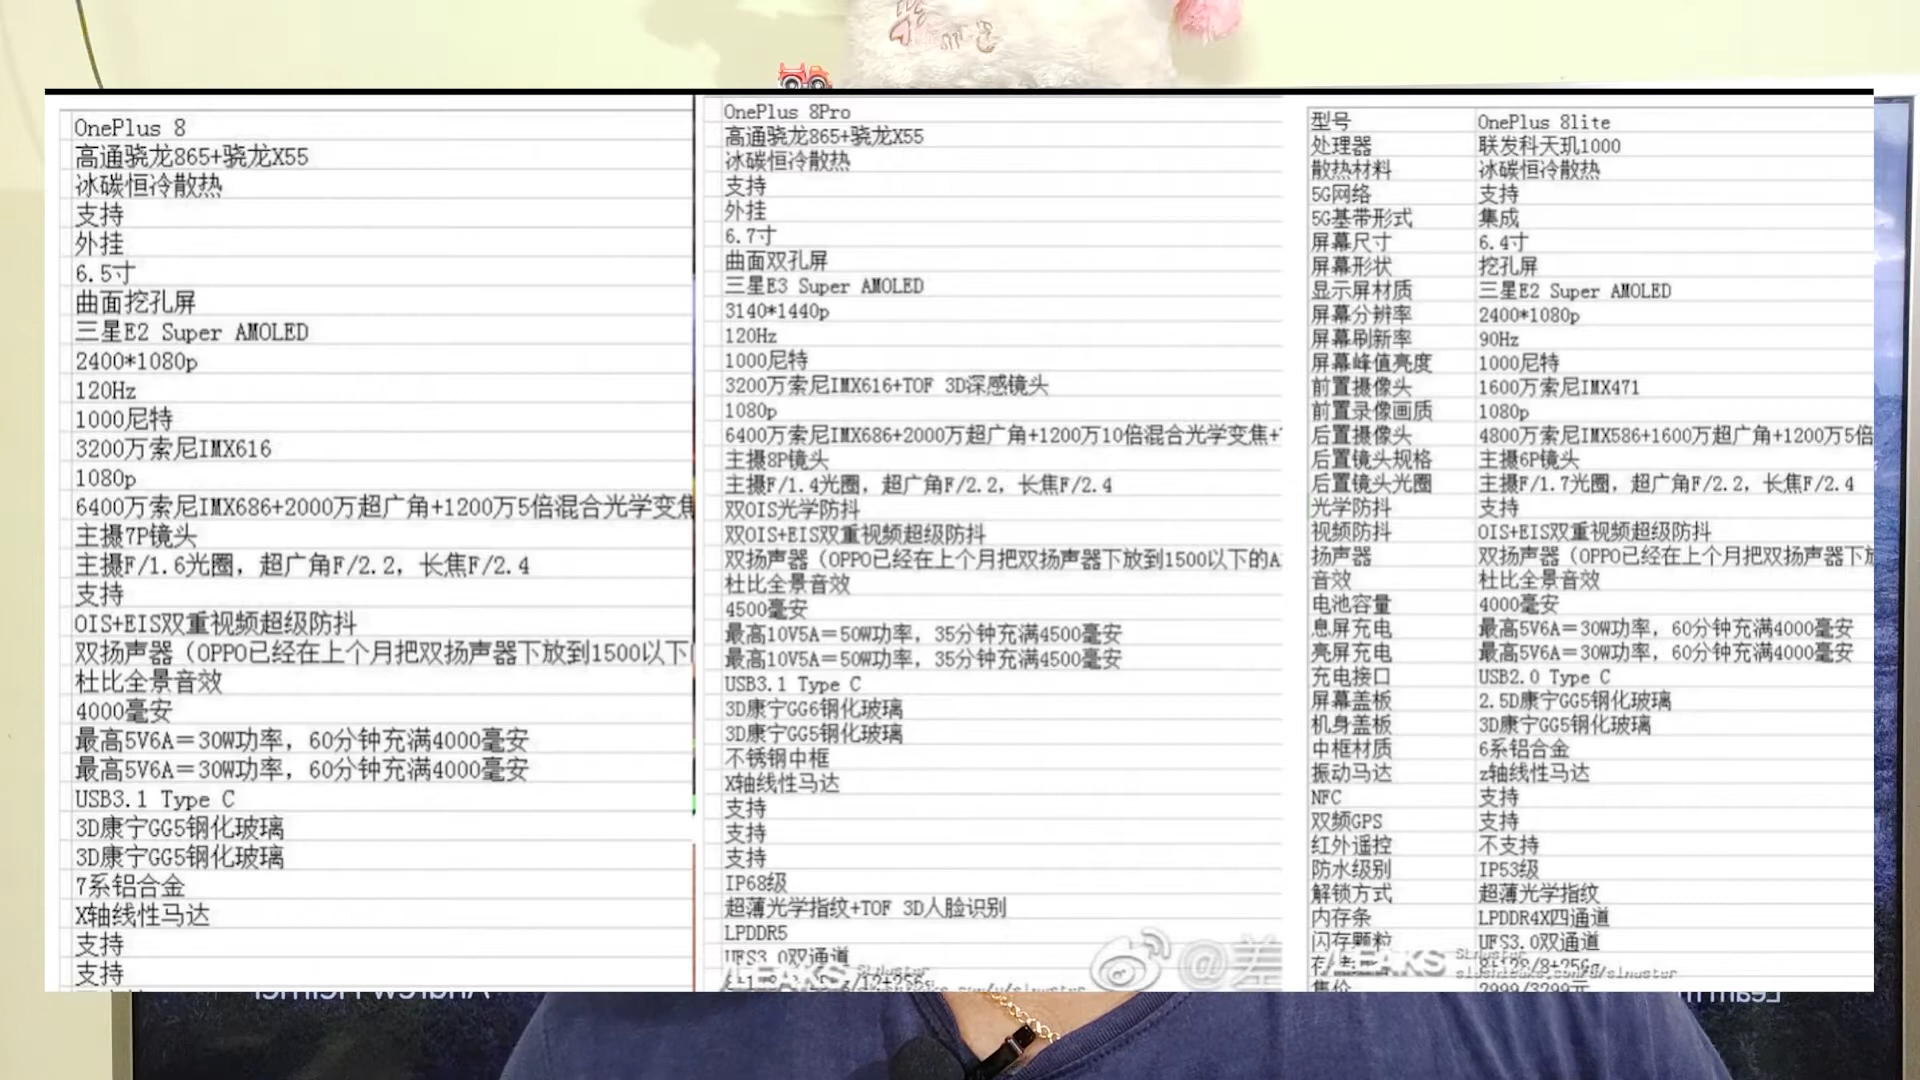 OnePlus 8
高通骁龙865+骁龙X55
冰碳恒冷散热
支持
外挂
6.5寸
曲面挖孔屏
三星E2 Super AMOLED
2400*1080p
120Hz
1000尼特
3200万索尼IMX616
1080p
6400万索尼IMX686+2000万超广角+1200万5倍混合光学变焦
主摄7P镜头
主摄F/1.6光圈，超广角F/2.2，长焦F/2.4
支持
OIS+EIS双重视频超级防抖
双扬声器（OPPO已经在上个月把双扬声器下放到1500以下
杜比全景音效
4000毫安
最高5V6A＝30W功率，60分钟充满4000毫安
最高5V6A＝30W功率，60分钟充满4000毫安
USB3.1 Type C
3D康宁GG5钢化玻璃
3D康宁GG5钢化玻璃
7系铝合金
X轴线性马达
支持
支持
OnePlus 8Pro
高通骁龙865+骁龙X55
冰碳恒冷散热
支持
外挂
6.7寸
曲面双孔屏
三星E3 Super AMOLED
3140*1440p
120Hz
1000尼特
3200万索尼IMX616+TOF 3D深感镜头
1080p
6400万索尼IMX686+2000万超广角+1200万10倍混合光学变焦+
主摄8P镜头
主摄F/1.4光圈，超广角F/2.2，长焦F/2.4
双OIS光学防抖
双OIS+EIS双重视频超级防抖
双扬声器（OPPO已经在上个月把双扬声器下放到1500以下的A
杜比全景音效
4500毫安
最高10V5A＝50W功率，35分钟充满4500毫安
最高10V5A＝50W功率，35分钟充满4500毫安
USB3.1 Type C
3D康宁GG6钢化玻璃
3D康宁GG5钢化玻璃
不锈钢中框
X轴线性马达
支持
支持
支持
IP68级
超薄光学指纹+TOF 3D人脸识别
LPDDR5
UFS3.0双通道
/12+256g
@差
型号 OnePlus 8lite
处理器 联发科天玑1000
散热材料 冰碳恒冷散热
5G网络 支持
5G基带形式 集成
屏幕尺寸 6.4寸
屏幕形状 挖孔屏
显示屏材质 三星E2 Super AMOLED
屏幕分辨率 2400*1080p
屏幕刷新率 90Hz
屏幕峰值亮度 1000尼特
前置摄像头 1600万索尼IMX471
前置录像画质 1080p
后置摄像头 4800万索尼IMX586+1600万超广角+1200万5倍
后置镜头规格 主摄6P镜头
后置镜头光圈 主摄F/1.7光圈，超广角F/2.2，长焦F/2.4
光学防抖 支持
视频防抖 OIS+EIS双重视频超级防抖
扬声器 双扬声器（OPPO已经在上个月把双扬声器下放
音效 杜比全景音效
电池容量 4000毫安
息屏充电 最高5V6A＝30W功率，60分钟充满4000毫安
亮屏充电 最高5V6A＝30W功率，60分钟充满4000毫安
充电接口 USB2.0 Type C
屏幕盖板 2.5D康宁GG5钢化玻璃
机身盖板 3D康宁GG5钢化玻璃
中框材质 6系铝合金
振动马达 z轴线性马达
NFC 支持
双频GPS 支持
红外遥控 不支持
防水级别 IP53级
解锁方式 超薄光学指纹
内存条 LPDDR4X四通道
闪存颗粒 UFS3.0双通道
8+128/8+256g
售价 2999/3299元